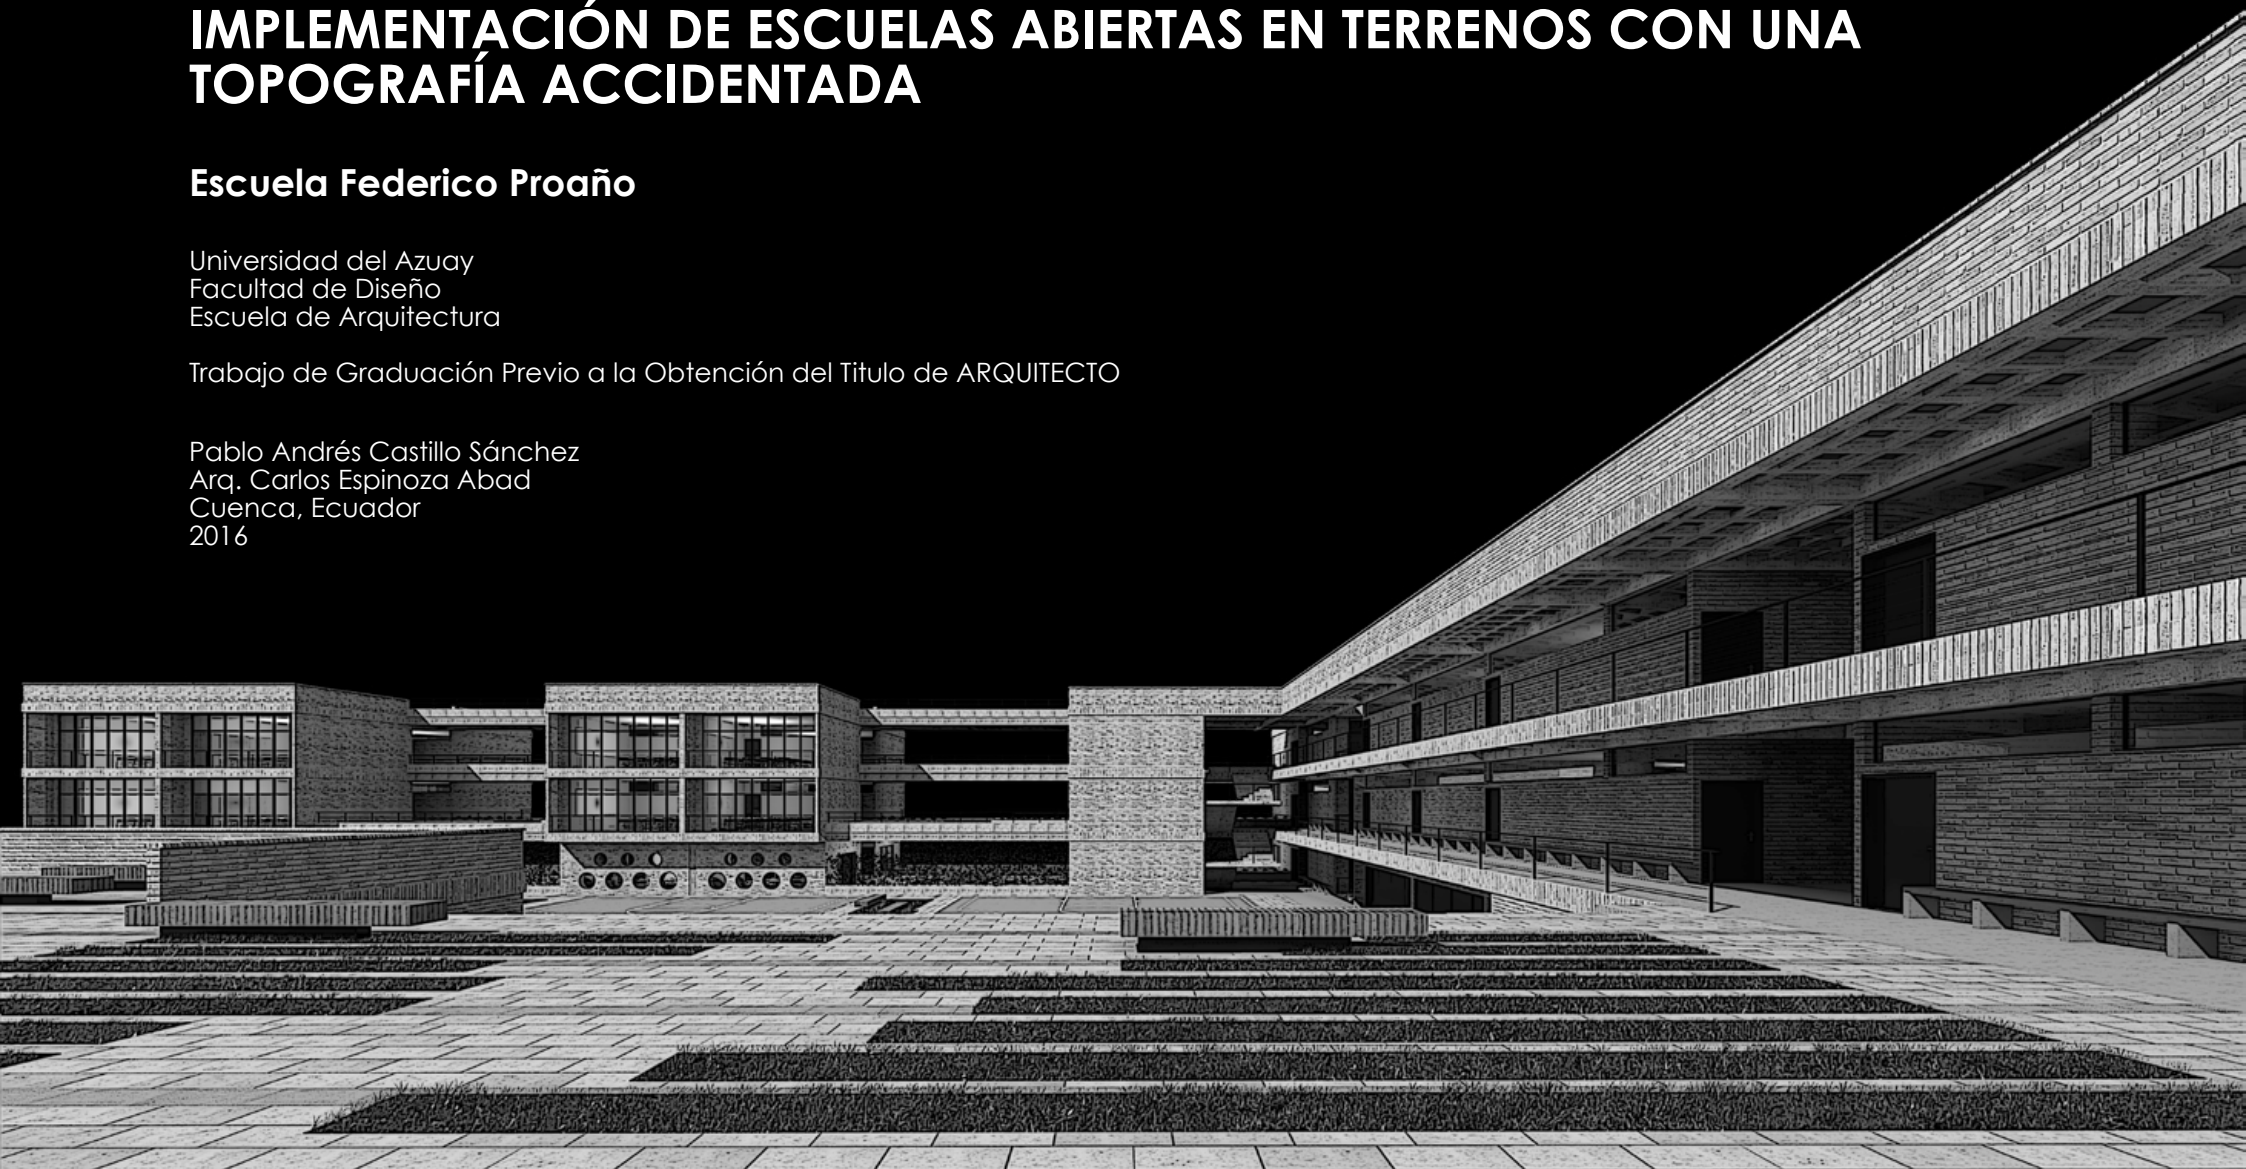 IMPLEMENTACIÓN DE ESCUELAS ABIERTAS EN TERRENOS CON UNA
TOPOGRAFÍA ACCIDENTADA
Escuela Federico Proaño
Universidad del Azuay
Facultad de Diseño
Escuela de Arquitectura
Trabajo de Graduación Previo a la Obtención del Titulo de ARQUITECTO
Pablo Andrés Castillo Sánchez
Arq. Carlos Espinoza Abad
Cuenca, Ecuador
2016